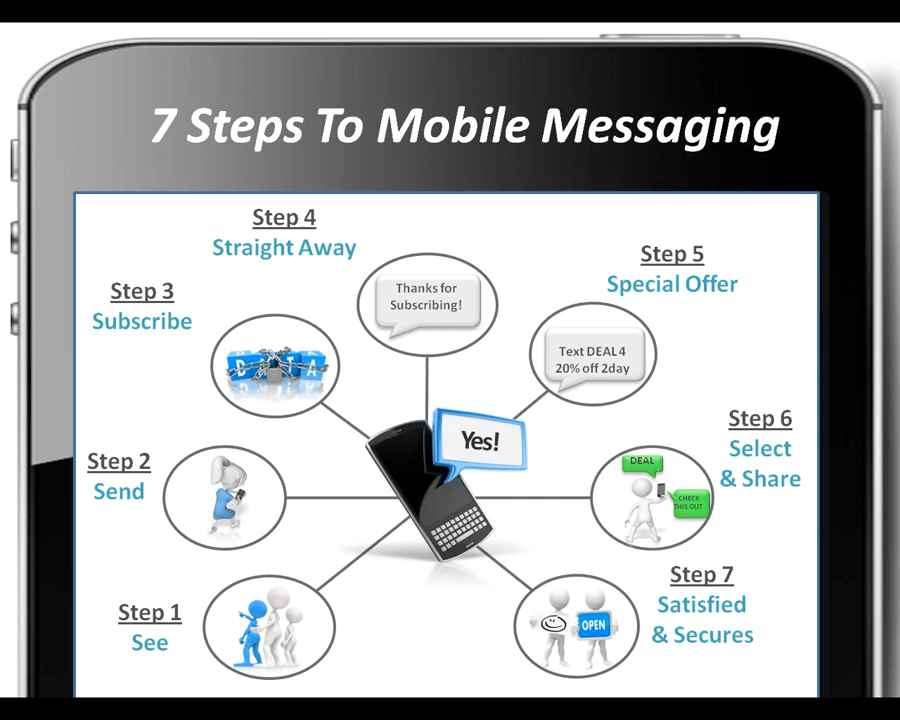 7 Steps To Mobile Messaging
Step 4
Straight Away
Step 5
Special Offer
Step 3
Subscribe
Thanks for
Subscribing!
D A T A
Text DEAL 4
20% off 2day
Yes!
Step 6
Select
& Share
Step 2
Send
DEAL
CHECK
THIS OUT
Step 7
Satisfied
& Secures
Step 1
See
OPEN